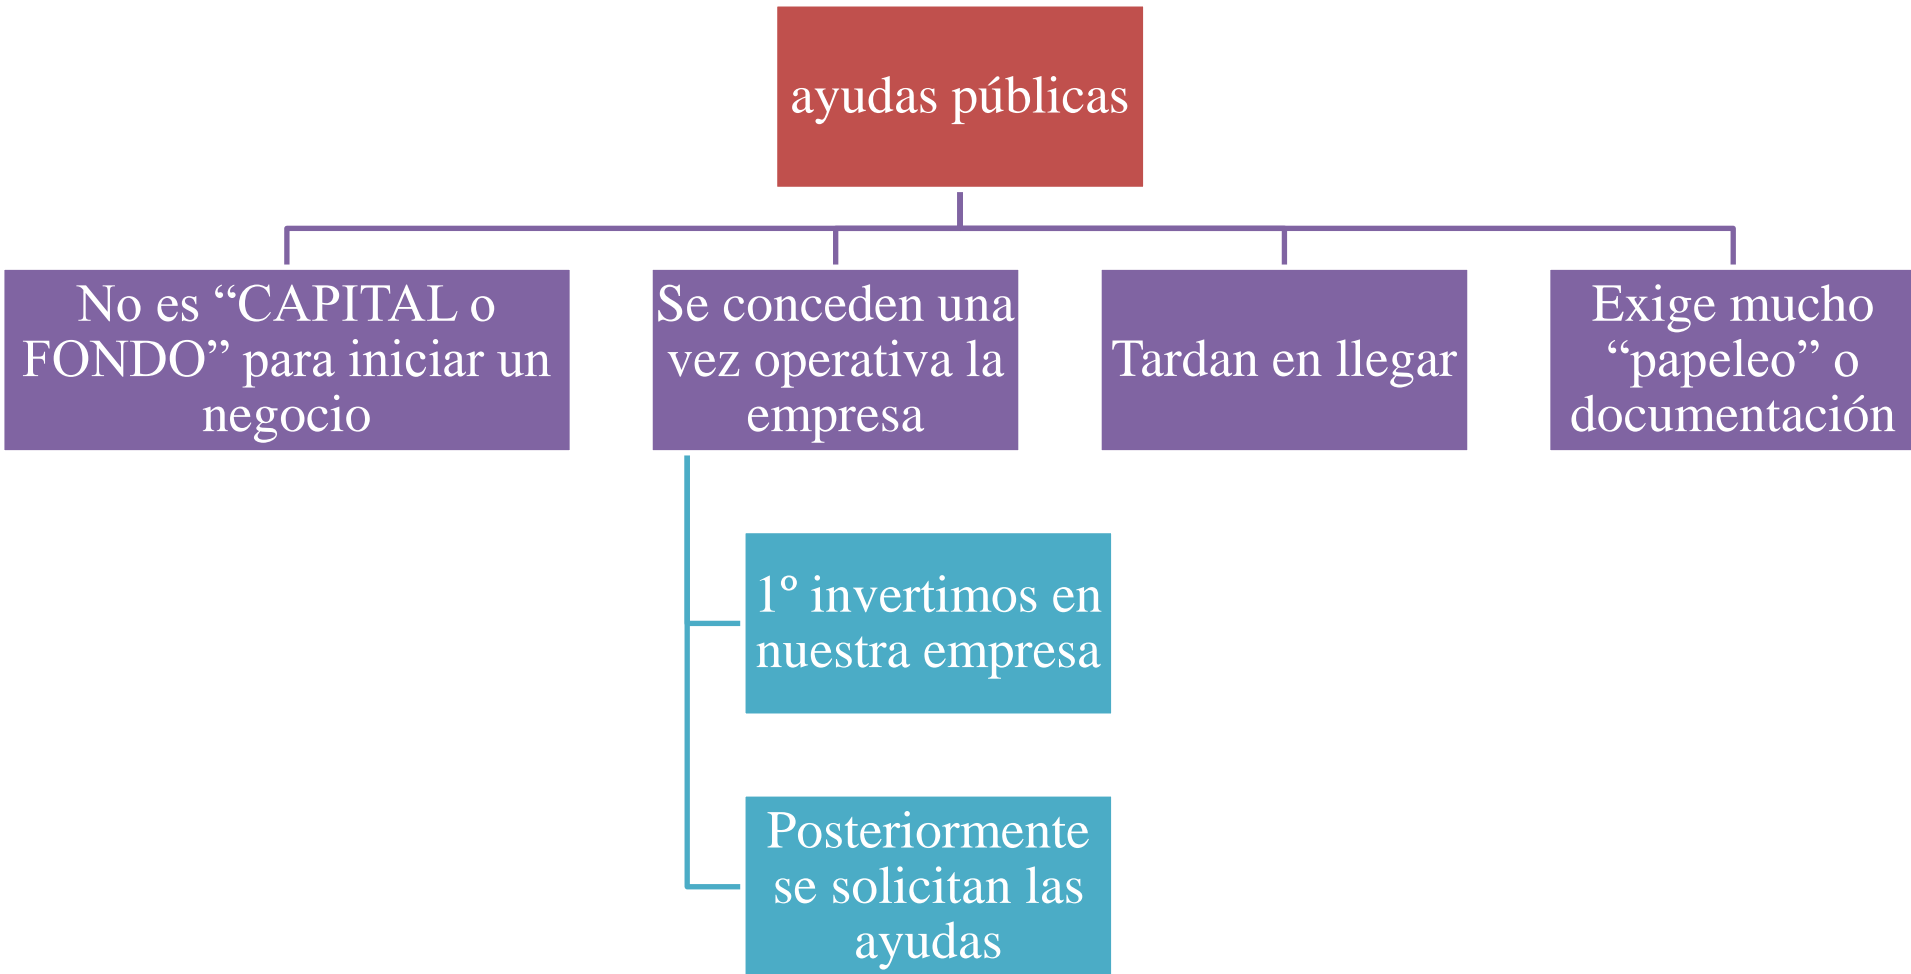 ayudas públicas
No es “CAPITAL o
FONDO” para iniciar un
negocio
Se conceden una
vez operativa la
empresa
Tardan en llegar
Exige mucho
“papeleo” o
documentación
1º invertimos en
nuestra empresa
Posteriormente
se solicitan las
ayudas